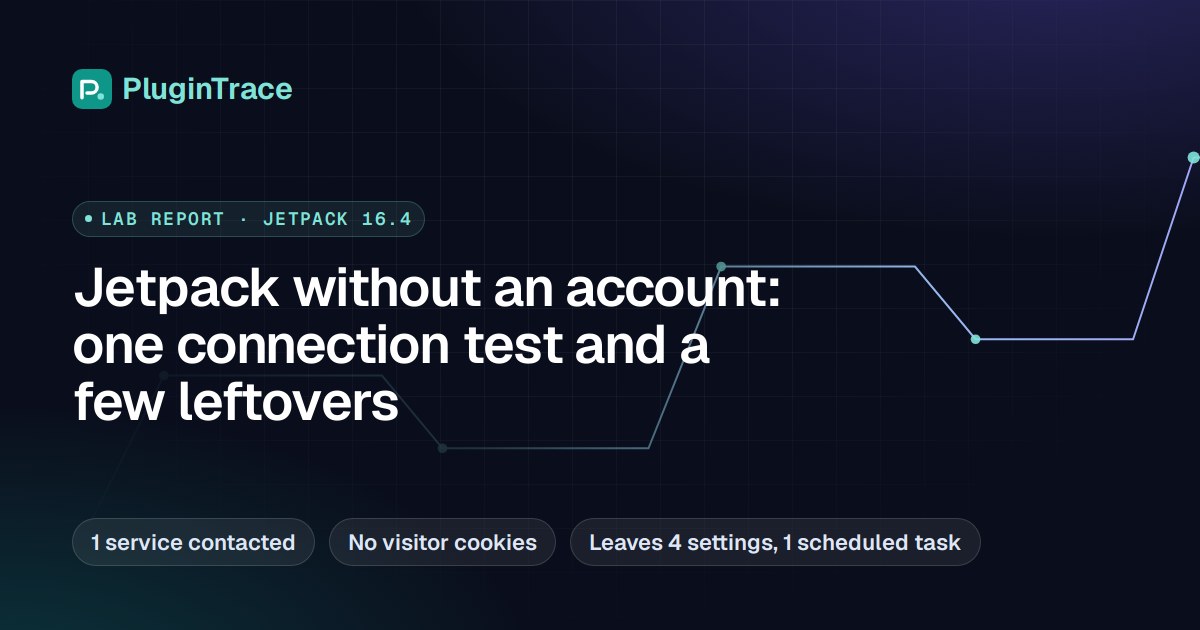 PluginTrace
LAB REPORT · JETPACK 16.4
Jetpack without an account:
one connection test and a
few leftovers
1 service contacted
No visitor cookies
Leaves 4 settings, 1 scheduled task